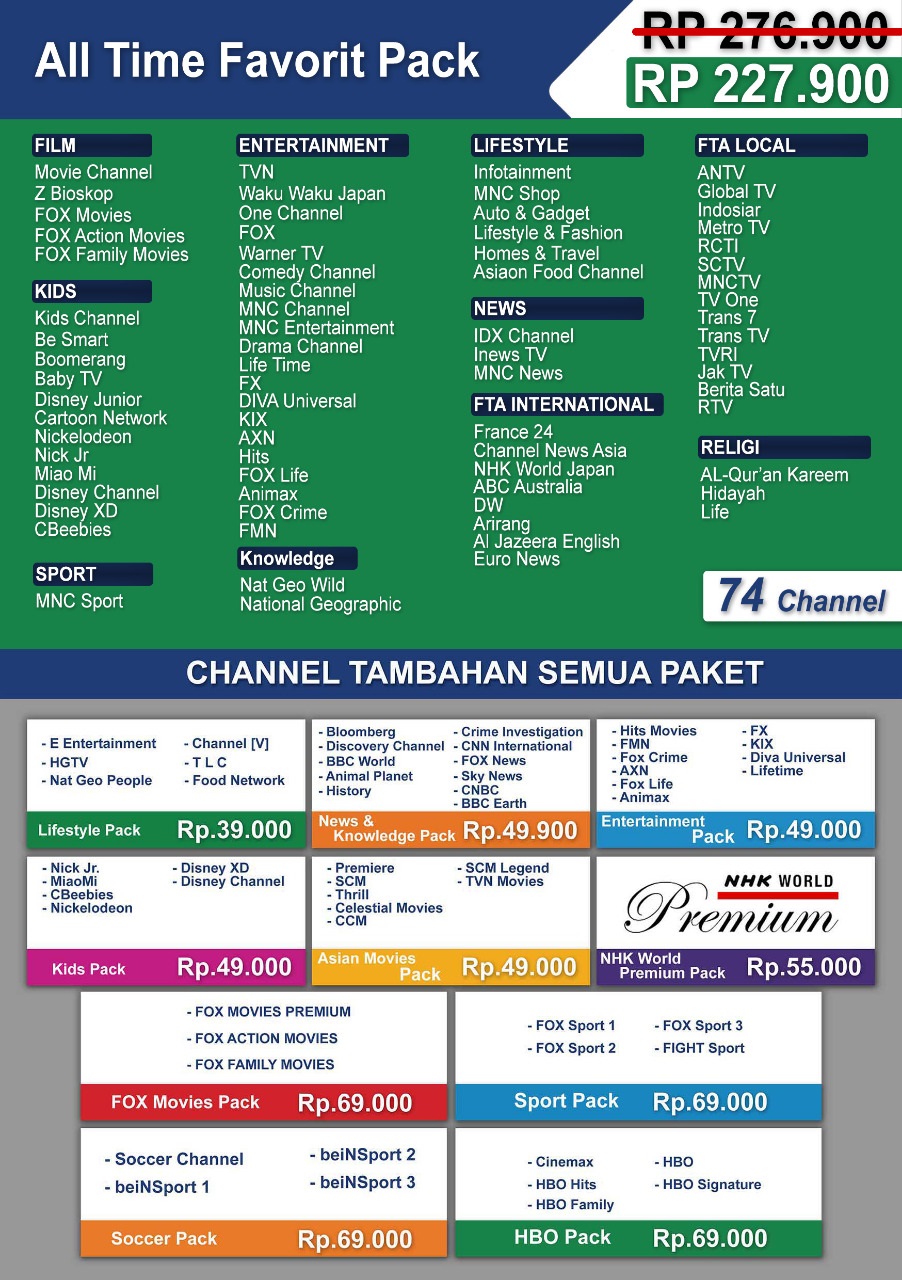 All Time Favorit Pack
RP 276.900
RP 227.900
FILM
Movie Channel
Z Bioskop
FOX Movies
FOX Action Movies
FOX Family Movies
KIDS
Kids Channel
Be Smart
Boomerang
Baby TV
Disney Junior
Cartoon Network
Nickelodeon
Nick Jr
Miao Mi
Disney Channel
Disney XD
CBeebies
SPORT
MNC Sport
ENTERTAINMENT
TVN
Waku Waku Japan
One Channel
FOX
Warner TV
Comedy Channel
Music Channel
MNC Channel
MNC Entertainment
Drama Channel
Life Time
FX
DIVA Universal
KIX
AXN
Hits
FOX Life
Animax
FOX Crime
FMN
Knowledge
Nat Geo Wild
National Geographic
LIFESTYLE
Infotainment
MNC Shop
Auto & Gadget
Lifestyle & Fashion
Homes & Travel
Asiaon Food Channel
NEWS
IDX Channel
Inews TV
MNC News
FTA INTERNATIONAL
France 24
Channel News Asia
NHK World Japan
ABC Australia
DW
Arirang
Al Jazeera English
Euro News
FTA LOCAL
ANTV
Global TV
Indosiar
Metro TV
RCTI
SCTV
MNCTV
TV One
Trans 7
Trans TV
TVRI
Jak TV
Berita Satu
RTV
RELIGI
AL-Qur'an Kareem
Hidayah
Life
74 Channel
CHANNEL TAMBAHAN SEMUA PAKET
- E Entertainment
- HGTV
- Nat Geo People
- Channel [V]
- T L C
- Food Network
Lifestyle Pack Rp.39.000
- Bloomberg
- Discovery Channel
- BBC World
- Animal Planet
- History
- Crime Investigation
- CNN International
- FOX News
- Sky News
- CNBC
- BBC Earth
News &
Knowledge Pack Rp.49.900
- Hits Movies
- FMN
- Fox Crime
- AXN
- Fox Life
- Animax
- FX
- KIX
- Diva Universal
- Lifetime
Entertainment
Pack Rp.49.000
- Nick Jr.
- MiaoMi
- CBeebies
- Nickelodeon
- Disney XD
- Disney Channel
Kids Pack Rp.49.000
- Premiere
- SCM
- Thrill
- Celestial Movies
- CCM
- SCM Legend
- TVN Movies
Asian Movies
Pack Rp.49.000
NHK WORLD
Premium
NHK World
Premium Pack Rp.55.000
- FOX MOVIES PREMIUM
- FOX ACTION MOVIES
- FOX FAMILY MOVIES
FOX Movies Pack Rp.69.000
- FOX Sport 1
- FOX Sport 2
- FOX Sport 3
- FIGHT Sport
Sport Pack Rp.69.000
- Soccer Channel
- beiNSport 1
- beiNSport 2
- beiNSport 3
Soccer Pack Rp.69.000
- Cinemax
- HBO Hits
- HBO Family
- HBO
- HBO Signature
HBO Pack Rp.69.000